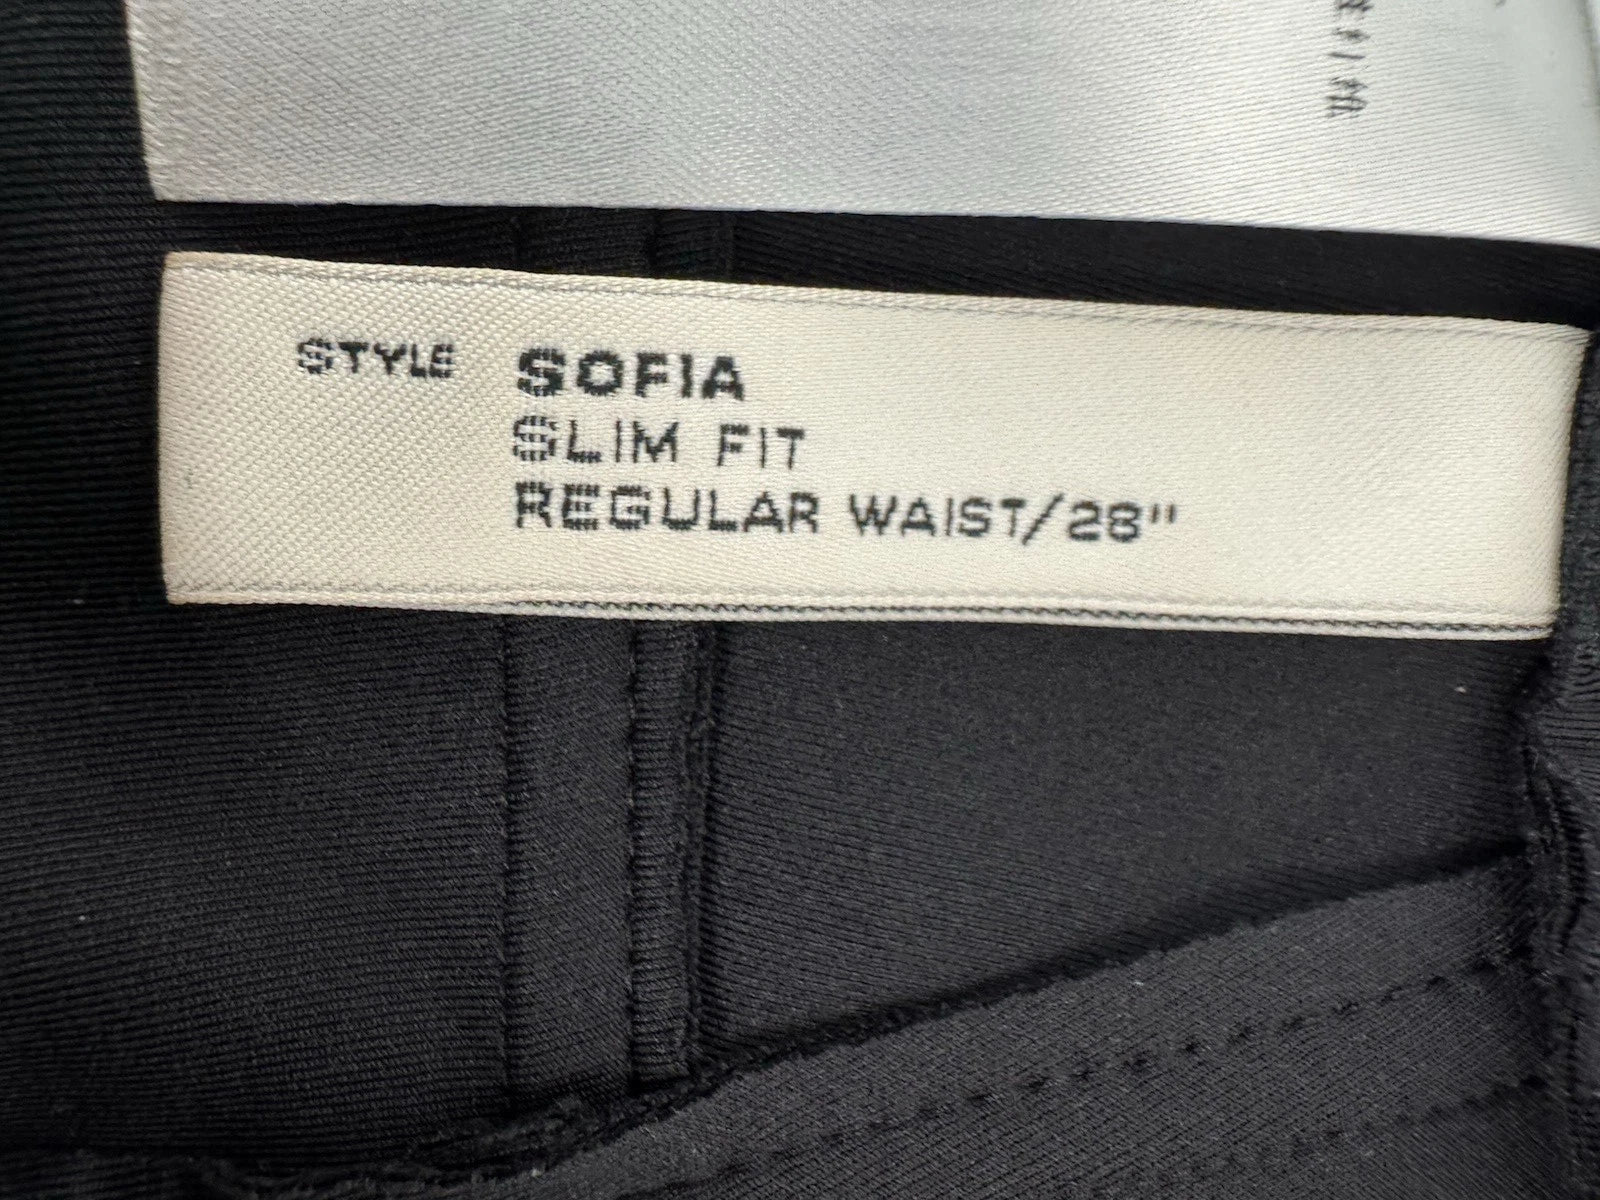 STYLE SOFIA
SLIM FIT
REGULAR WAIST/28"